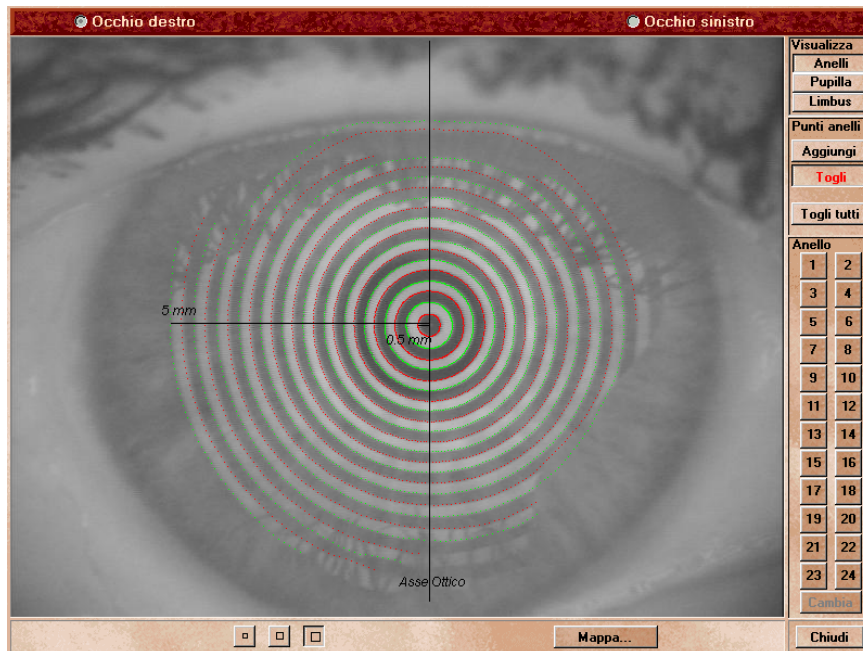 Occhio destro
Occhio sinistro
Visualizza
Anelli
Pupilla
Limbus
Punti anelli
Aggiungi
Togli
Togli tutti
Anello
1 2
3 4
5 6
7 8
9 10
11 12
13 14
15 16
17 18
19 20
21 22
23 24
Cambia
5 mm
0.5 mm
Asse Ottico
Mappa...
Chiudi